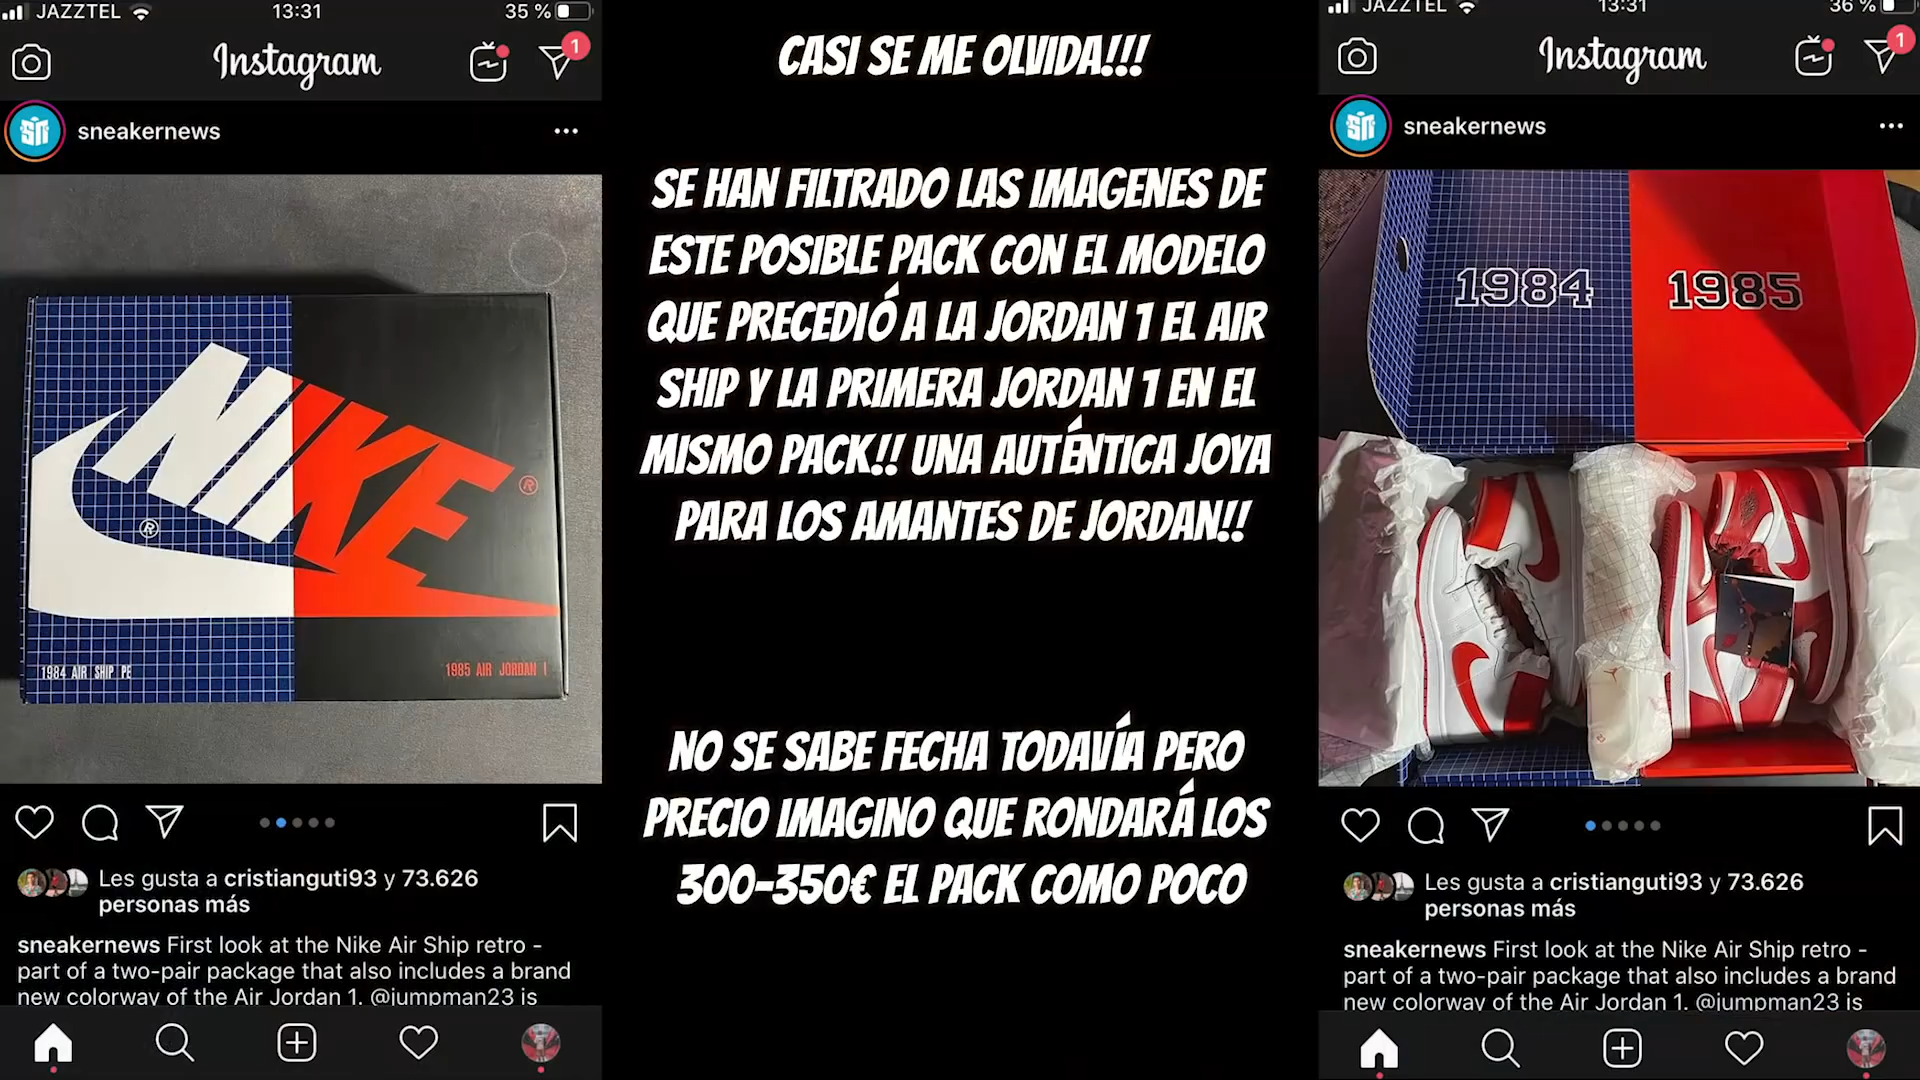 JAZZTEL
13:31
35 %
Instagram
1
sneakernews
NIKE
®
®
1984 AIR SHIP PE
1985 AIR JORDAN I
Les gusta a cristianguti93 y 73.626
personas más
sneakernews First look at the Nike Air Ship retro -
part of a two-pair package that also includes a brand
new colorway of the Air Jordan 1. @jumpman23 is
CASI SE ME OLVIDA!!!
SE HAN FILTRADO LAS IMAGENES DE
ESTE POSIBLE PACK CON EL MODELO
QUE PRECEDIÓ A LA JORDAN 1 EL AIR
SHIP Y LA PRIMERA JORDAN 1 EN EL
MISMO PACK!! UNA AUTÉNTICA JOYA
PARA LOS AMANTES DE JORDAN!!
NO SE SABE FECHA TODAVÍA PERO
PRECIO IMAGINO QUE RONDARÁ LOS
300-350€ EL PACK COMO POCO
JAZZTEL
13:31
36 %
Instagram
1
sneakernews
1984
1985
Les gusta a cristianguti93 y 73.626
personas más
sneakernews First look at the Nike Air Ship retro -
part of a two-pair package that also includes a brand
new colorway of the Air Jordan 1. @jumpman23 is